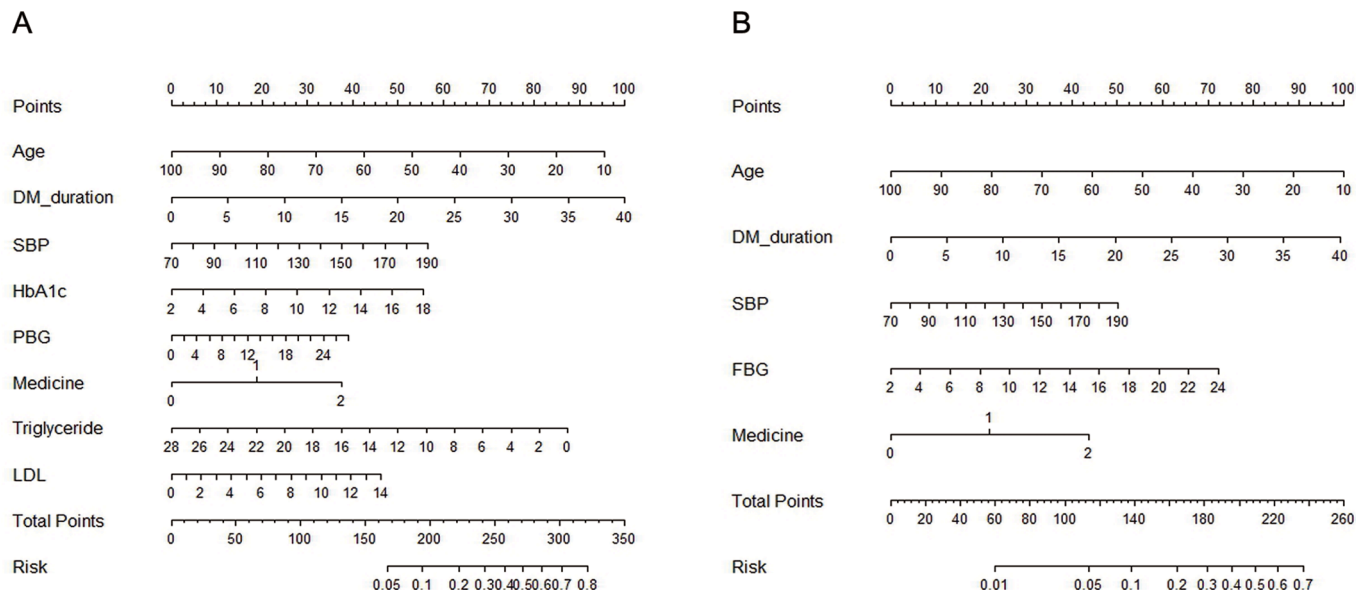 A
0 10 20 30 40 50 60 70 80 90 100
Points
Age
100 90 80 70 60 50 40 30 20 10
DM_duration
0 5 10 15 20 25 30 35 40
SBP
70 90 110 130 150 170 190
HbA1c
2 4 6 8 10 12 14 16 18
PBG
0 4 8 12 18 24
1
Medicine
0 2
Triglyceride
28 26 24 22 20 18 16 14 12 10 8 6 4 2 0
LDL
0 2 4 6 8 10 12 14
Total Points
0 50 100 150 200 250 300 350
Risk
0.05 0.1 0.2 0.3 0.4 0.5 0.6 0.7 0.8
B
0 10 20 30 40 50 60 70 80 90 100
Points
Age
100 90 80 70 60 50 40 30 20 10
DM_duration
0 5 10 15 20 25 30 35 40
SBP
70 90 110 130 150 170 190
FBG
2 4 6 8 10 12 14 16 18 20 22 24
1
Medicine
0 2
Total Points
0 20 40 60 80 100 140 180 220 260
Risk
0.01 0.05 0.1 0.2 0.3 0.4 0.5 0.6 0.7